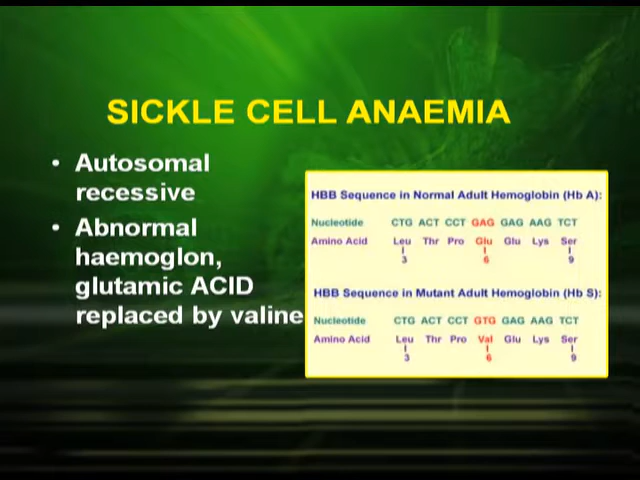 SICKLE CELL ANAEMIA
• Autosomal
recessive
• Abnormal
haemoglon,
glutamic ACID
replaced by valine
HBB Sequence in Normal Adult Hemoglobin (Hb A):
Nucleotide CTG ACT CCT GAG GAG AAG TCT
Amino Acid Leu Thr Pro Glu Glu Lys Ser
3 6 9
HBB Sequence in Mutant Adult Hemoglobin (Hb S):
Nucleotide CTG ACT CCT GTG GAG AAG TCT
Amino Acid Leu Thr Pro Val Glu Lys Ser
3 6 9